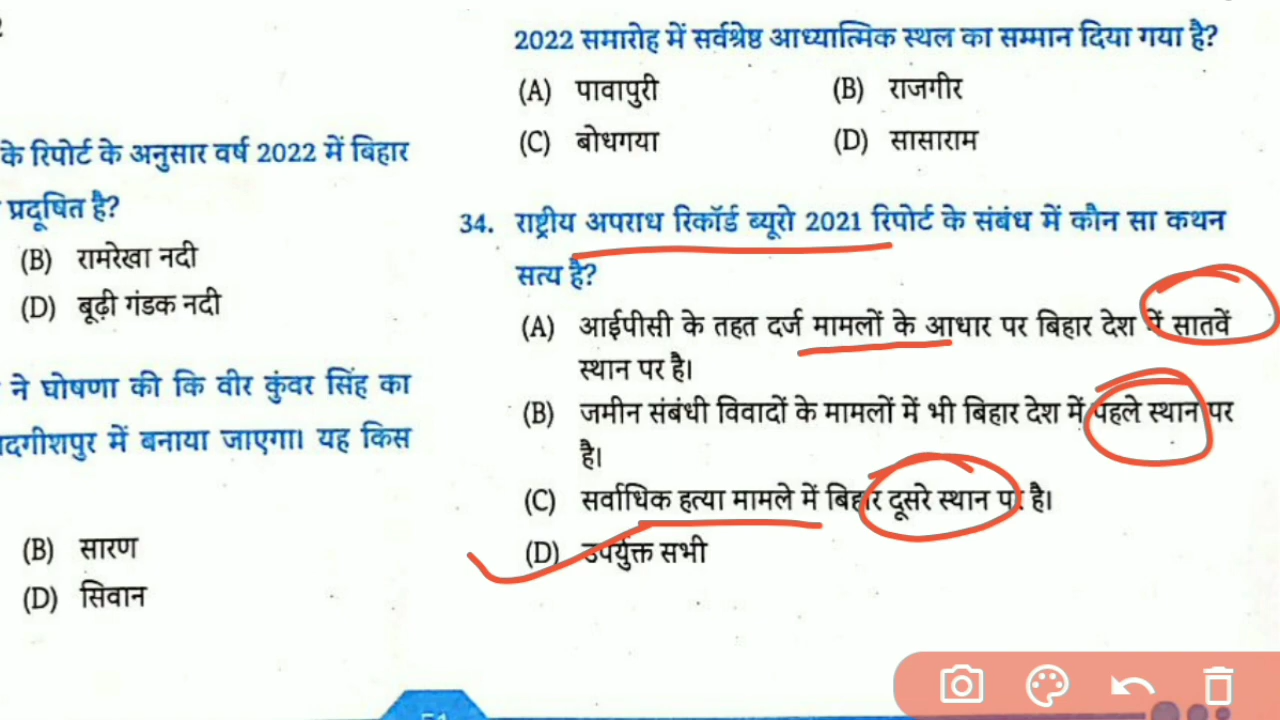 के रिपोर्ट के अनुसार वर्ष 2022 में बिहार
प्रदूषित है?
(B) रामरेखा नदी
(D) बूढ़ी गंडक नदी
ने घोषणा की कि वीर कुंवर सिंह का
में बनाया जाएगा। यह किस
(B) सारण
(D) सिवान
2022 समारोह में सर्वश्रेष्ठ आध्यात्मिक स्थल का सम्मान दिया गया है?
(A) पावापुरी (B) राजगीर
(C) बोधगया (D) सासाराम
34. राष्ट्रीय अपराध रिकॉर्ड ब्यूरो 2021 रिपोर्ट के संबंध में कौन सा कथन
सत्य है?
(A) आईपीसी के तहत दर्ज मामलों के आधार पर बिहार देश में सातवें
स्थान पर है।
(B) जमीन संबंधी विवादों के मामलों में भी बिहार देश में पहले स्थान पर
है।
(C) सर्वाधिक हत्या मामले में बिहार दूसरे स्थान पर है।
(D) उपर्युक्त सभी